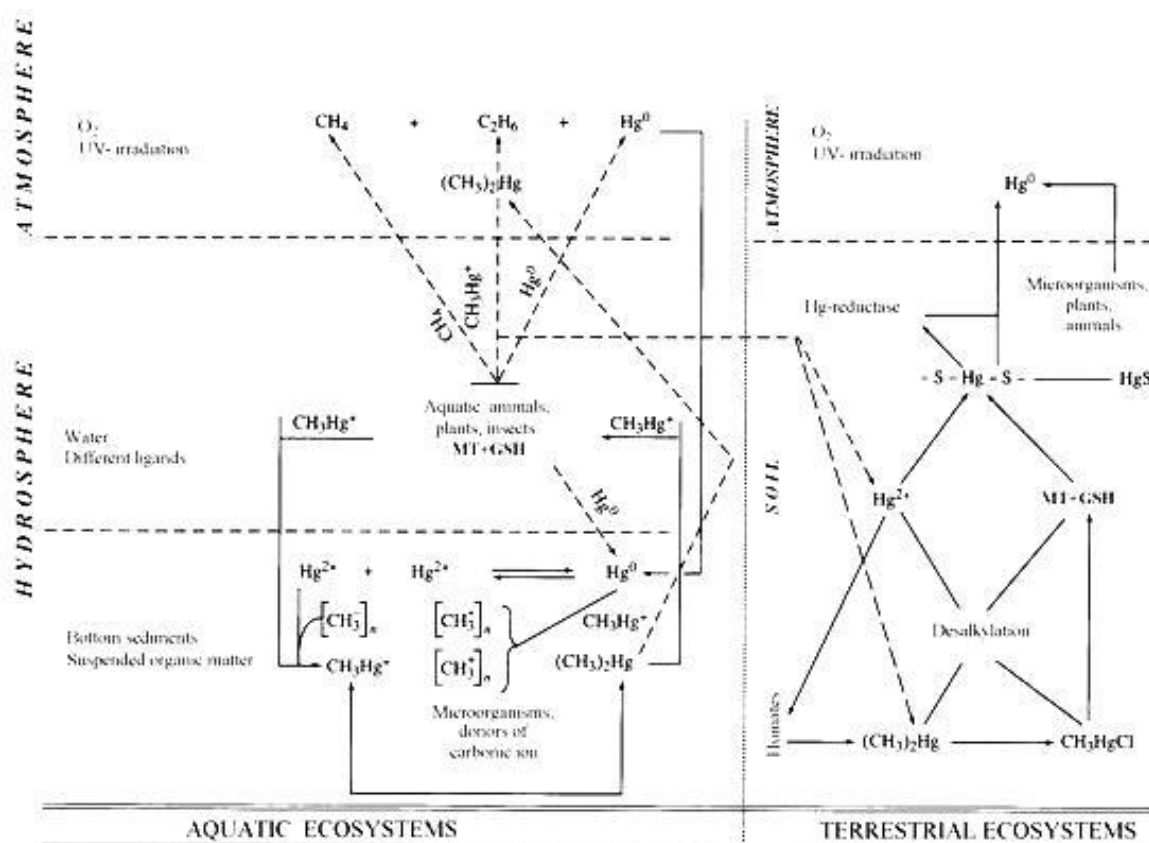 ATMOSPHERE
O₂
UV- irradiation
CH₄ + C₂H₆ + Hg⁰
(CH₃)₂Hg
CH₄
CH₃Hg⁺
Hg⁰
HYDROSPHERE
Water
Different ligands
CH₃Hg⁺
Aquatic animals,
plants, insects
MT+GSH
CH₃Hg⁺
Hg⁰
Hg²⁺ + Hg²⁺
Hg⁰
Bottom sediments
Suspended organic matter
[CH₃⁻]ₙ
[CH₃⁺]ₙ
CH₃Hg⁺
CH₃Hg⁺
[CH₃⁺]ₙ
(CH₃)₂Hg
Microorganisms,
donors of
carbonic ion
AQUATIC ECOSYSTEMS
ATMOSPHERE
O₂
UV- irradiation
Hg⁰
Hg-reductase
Microorganisms,
plants,
animals
- S - Hg - S -
HgS
SOIL
Hg²⁺
MT - GSH
Desalkylation
Humates
(CH₃)₂Hg
CH₃HgCl
TERRESTRIAL ECOSYSTEMS